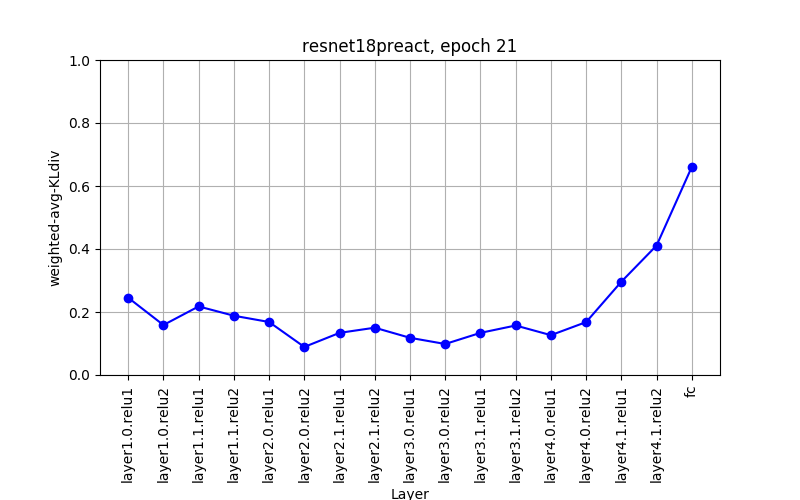 resnet18preact, epoch 21
1.0
0.8
0.6
0.4
0.2
0.0
weighted-avg-KLdiv
layer1.0.relu1
layer1.0.relu2
layer1.1.relu1
layer1.1.relu2
layer2.0.relu1
layer2.0.relu2
layer2.1.relu1
layer2.1.relu2
layer3.0.relu1
layer3.0.relu2
layer3.1.relu1
layer3.1.relu2
layer4.0.relu1
layer4.0.relu2
layer4.1.relu1
layer4.1.relu2
fc
Layer